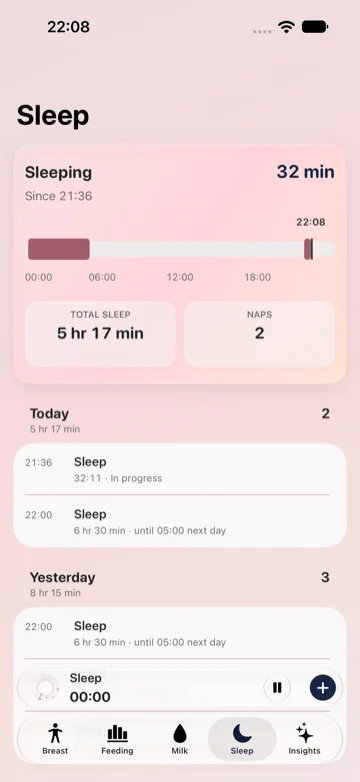 22:08
Sleep
Sleeping 32 min
Since 21:36
22:08
00:00 06:00 12:00 18:00
TOTAL SLEEP NAPS
5 hr 17 min 2
Today 2
5 hr 17 min
21:36 Sleep
32:11 · In progress
22:00 Sleep
6 hr 30 min · until 05:00 next day
Yesterday 3
8 hr 15 min
22:00 Sleep
6 hr 30 min · until 05:00 next day
Sleep
00:00
Breast Feeding Milk Sleep Insights